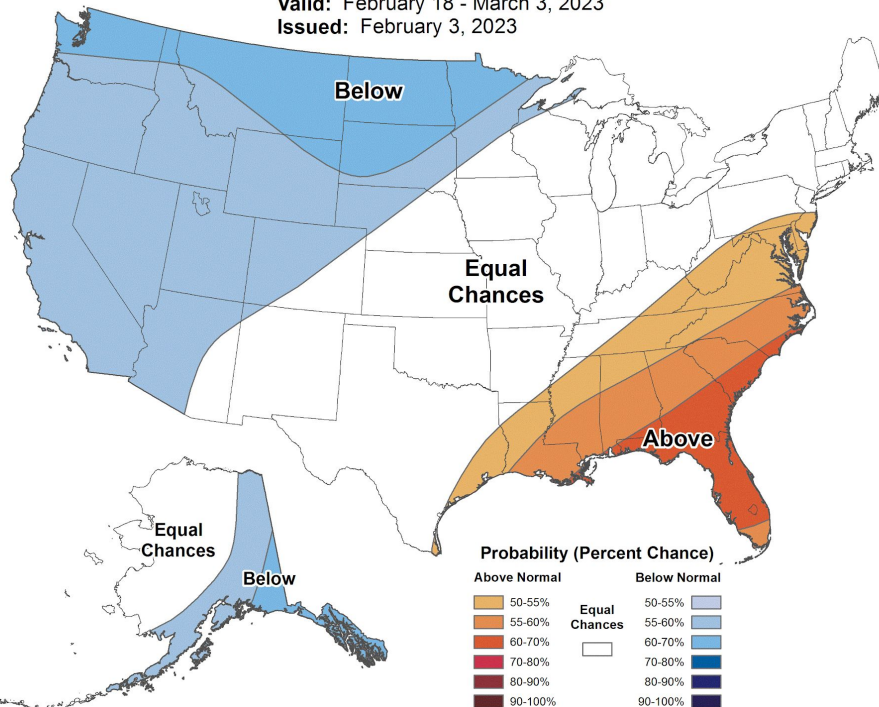 Valid: February 18 - March 3, 2023
Issued: February 3, 2023
Below
Equal
Chances
Above
Equal
Chances
Below
Probability (Percent Chance)
Above Normal
50-55%
55-60%
60-70%
70-80%
80-90%
90-100%
Equal
Chances
Below Normal
50-55%
55-60%
60-70%
70-80%
80-90%
90-100%